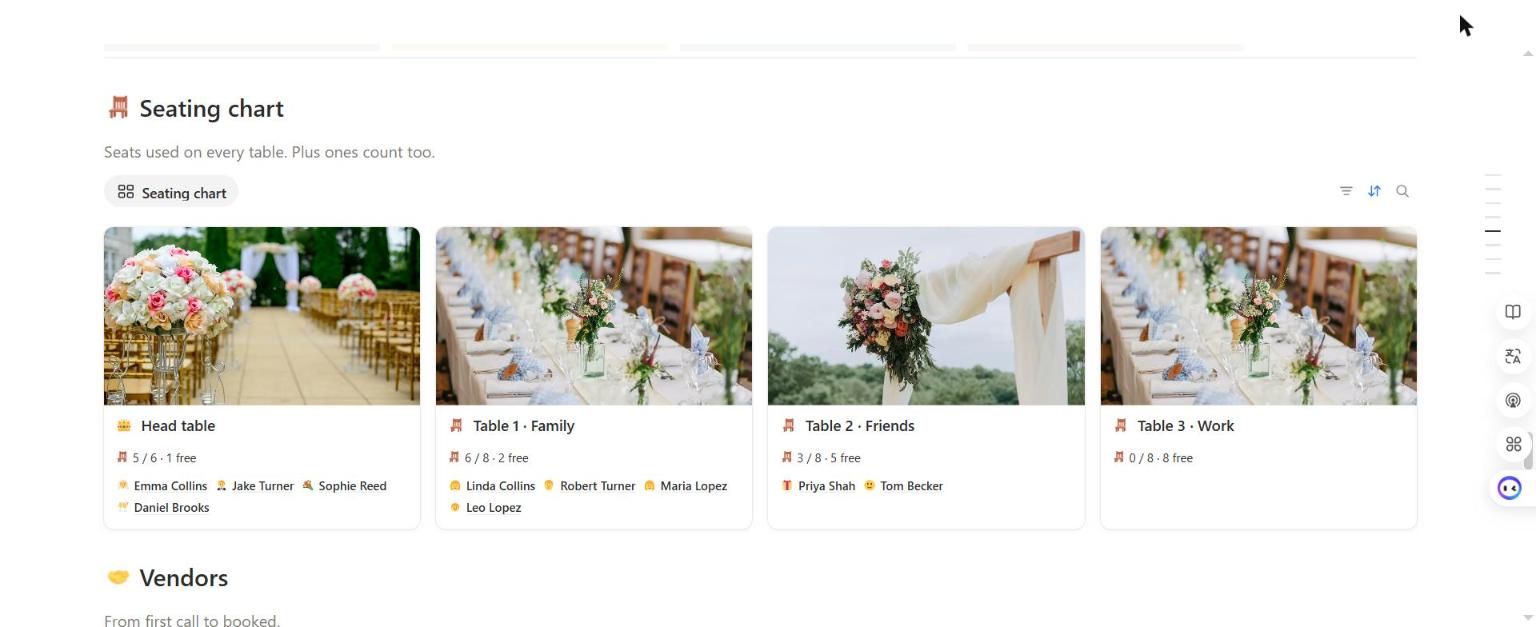 Seating chart
Seats used on every table. Plus ones count too.
Seating chart
Head table
5 / 6 · 1 free
Emma Collins Jake Turner Sophie Reed
Daniel Brooks
Table 1 · Family
6 / 8 · 2 free
Linda Collins Robert Turner Maria Lopez
Leo Lopez
Table 2 · Friends
3 / 8 · 5 free
Priya Shah Tom Becker
Table 3 · Work
0 / 8 · 8 free
Vendors
From first call to booked.